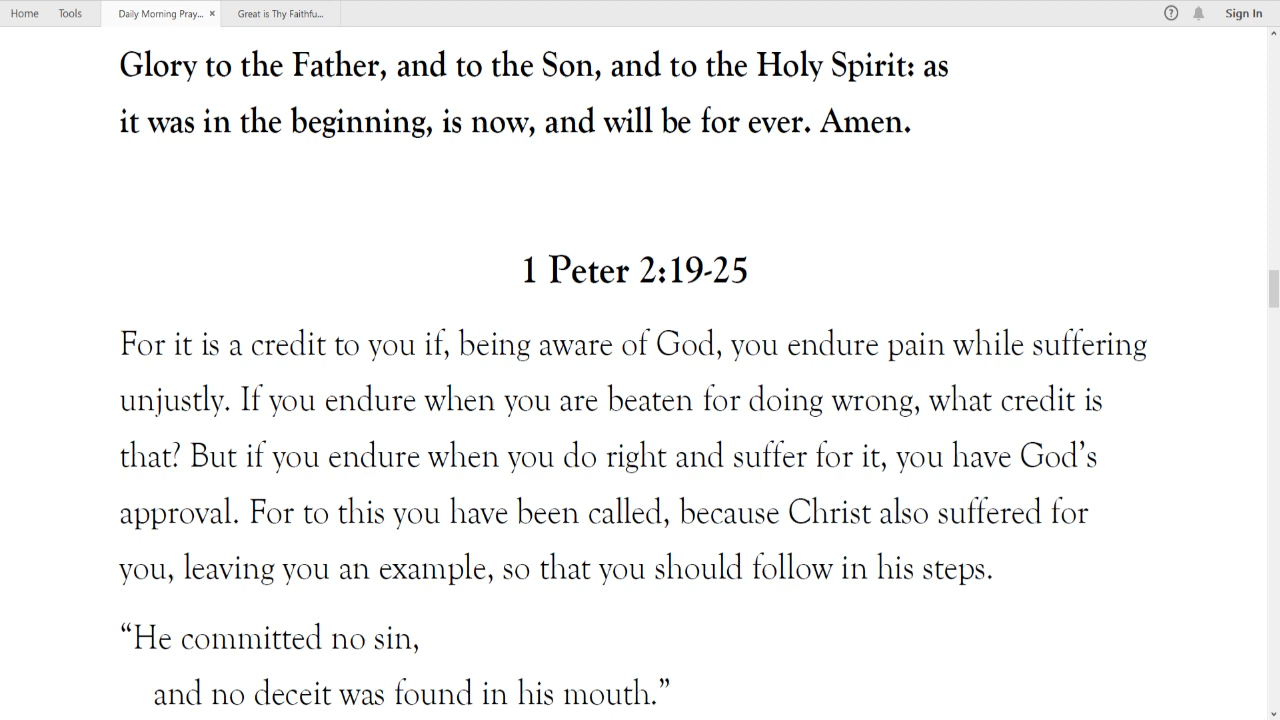 Home Tools Daily Morning Pray... × Great is Thy Faithfu... Sign In
Glory to the Father, and to the Son, and to the Holy Spirit: as
it was in the beginning, is now, and will be for ever. Amen.
1 Peter 2:19-25
For it is a credit to you if, being aware of God, you endure pain while suffering
unjustly. If you endure when you are beaten for doing wrong, what credit is
that? But if you endure when you do right and suffer for it, you have God’s
approval. For to this you have been called, because Christ also suffered for
you, leaving you an example, so that you should follow in his steps.
“He committed no sin,
and no deceit was found in his mouth.”